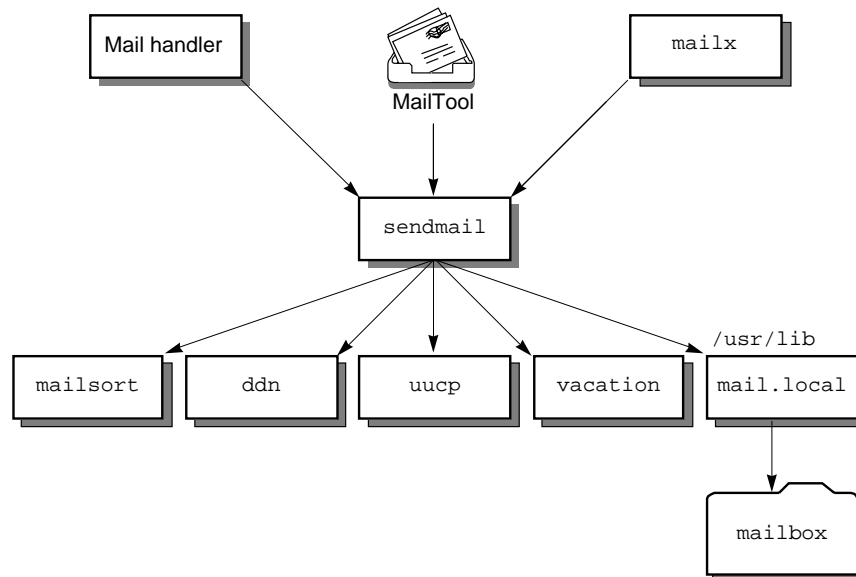 Mail handler
MailTool
mailx
sendmail
/usr/lib
mailsort
ddn
uucp
vacation
mail.local
mailbox